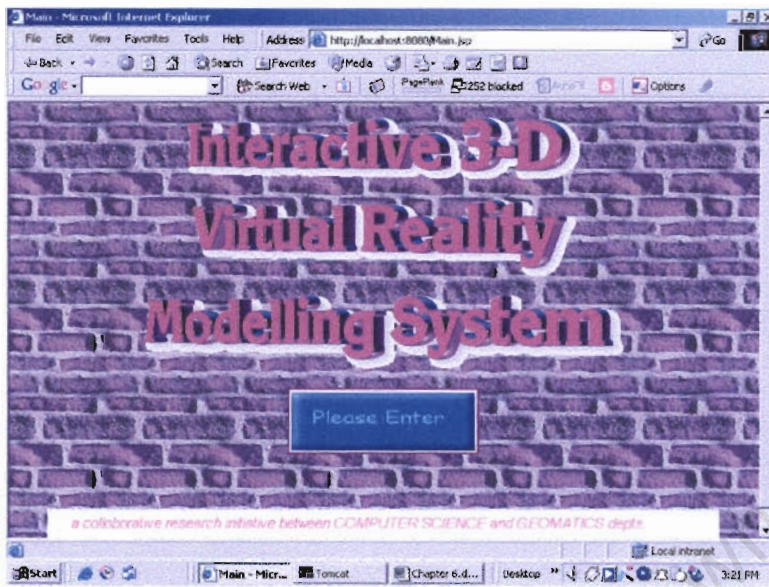 Main - Microsoft Internet Explorer
File Edit View Favorites Tools Help Address http://localhost:8080/Main.jsp Go
Back Search Favorites Media
Google Search Web PageRank 252 blocked Options
Interactive 3-D
Virtual Reality
Modelling System
Please Enter
a collaborative research initiative between COMPUTER SCIENCE and GEOMATICS depts.
Local intranet
Start Main - Micr... Tomcat Chapter 6.d... Desktop » 3:21 PM